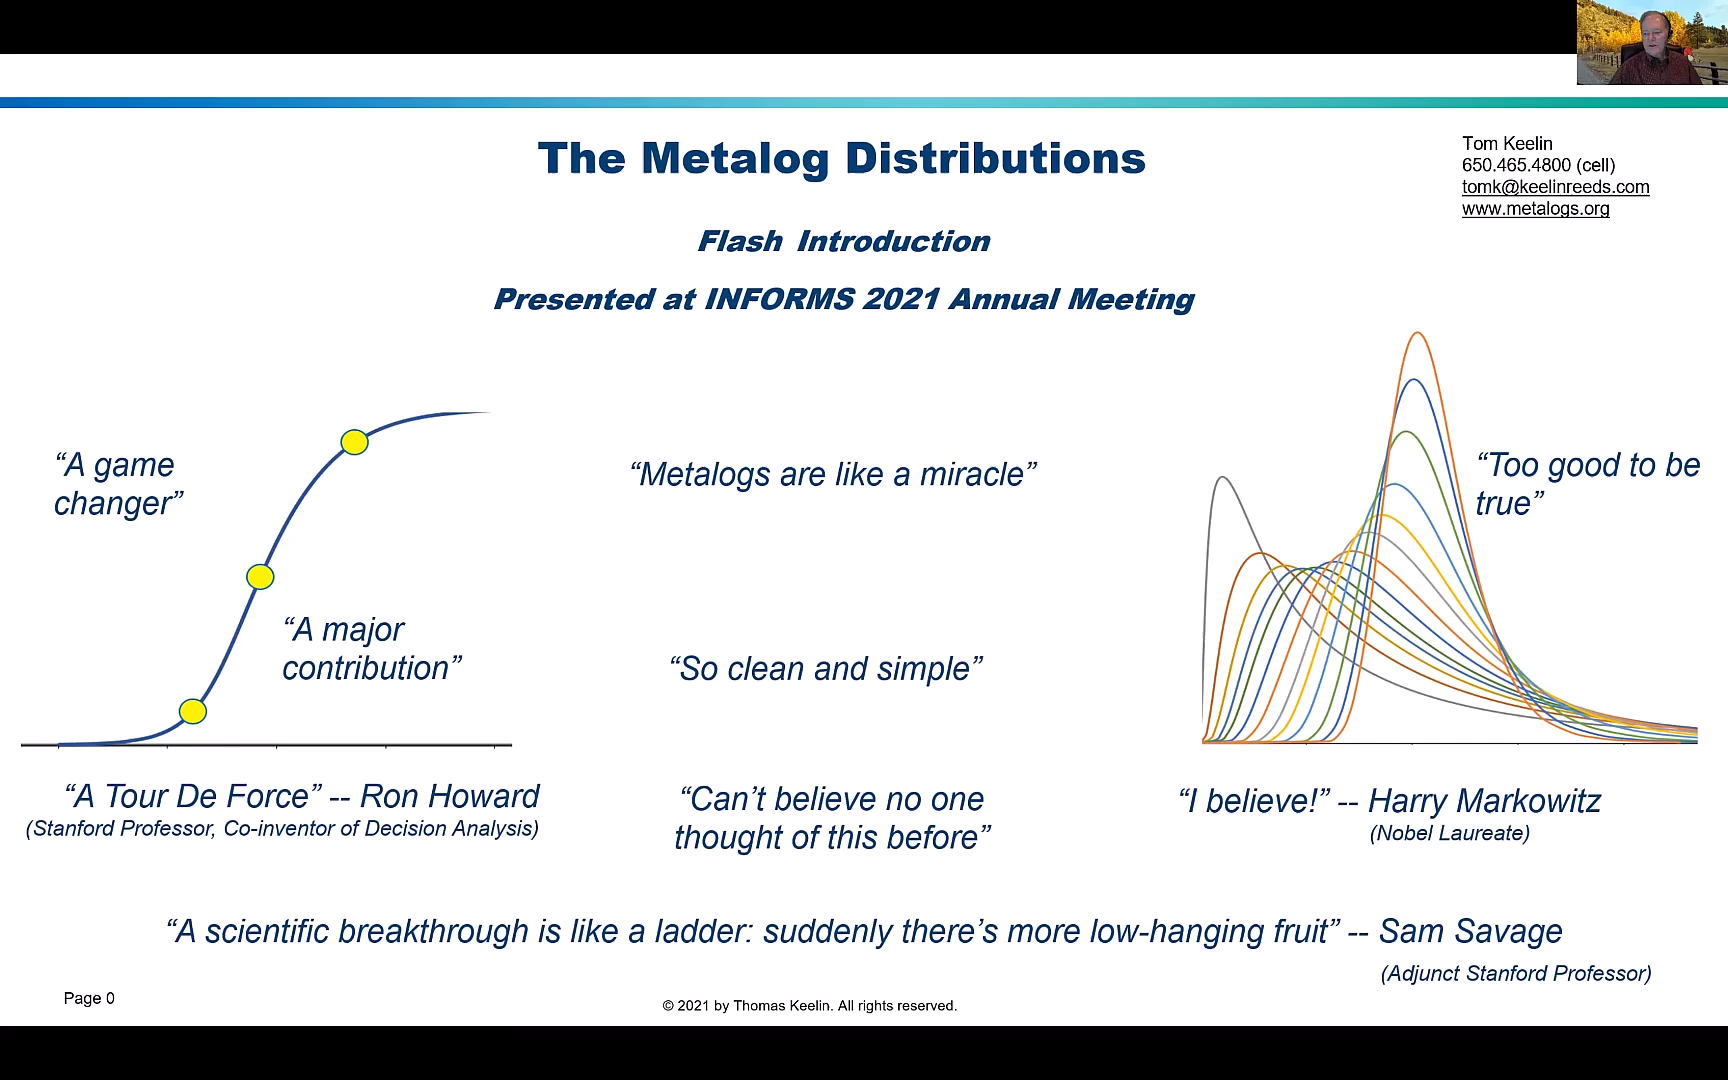 The Metalog Distributions
Tom Keelin
650.465.4800 (cell)
tomk@keelinreeds.com
www.metalogs.org
Flash Introduction
Presented at INFORMS 2021 Annual Meeting
“A game
changer”
“Metalogs are like a miracle”
“Too good to be
true”
“A major
contribution”
“So clean and simple”
“A Tour De Force” -- Ron Howard
(Stanford Professor, Co-inventor of Decision Analysis)
“Can’t believe no one
thought of this before”
“I believe!” -- Harry Markowitz
(Nobel Laureate)
“A scientific breakthrough is like a ladder: suddenly there’s more low-hanging fruit” -- Sam Savage
(Adjunct Stanford Professor)
Page 0
© 2021 by Thomas Keelin. All rights reserved.